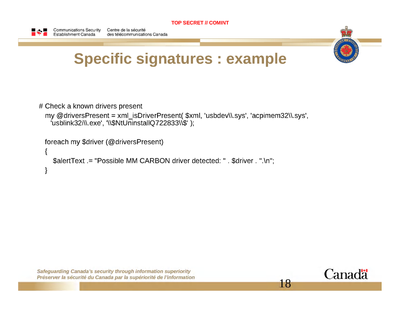 TOP SECRET // COMINT
Communications Security Centre de la sécurité
Establishment Canada des télécommunications Canada
Specific signatures : example
# Check a known drivers present
my @driversPresent = xml_isDriverPresent( $xml, 'usbdev\\.sys', 'acpimem32\\.sys',
'usblink32/\\.exe', '\\$NtUninstallQ722833\\$' );
foreach my $driver (@driversPresent)
{
$alertText .= "Possible MM CARBON driver detected: " . $driver . ".\n";
}
Safeguarding Canada's security through information superiority
Préserver la sécurité du Canada par la supériorité de l'information
Canada
18